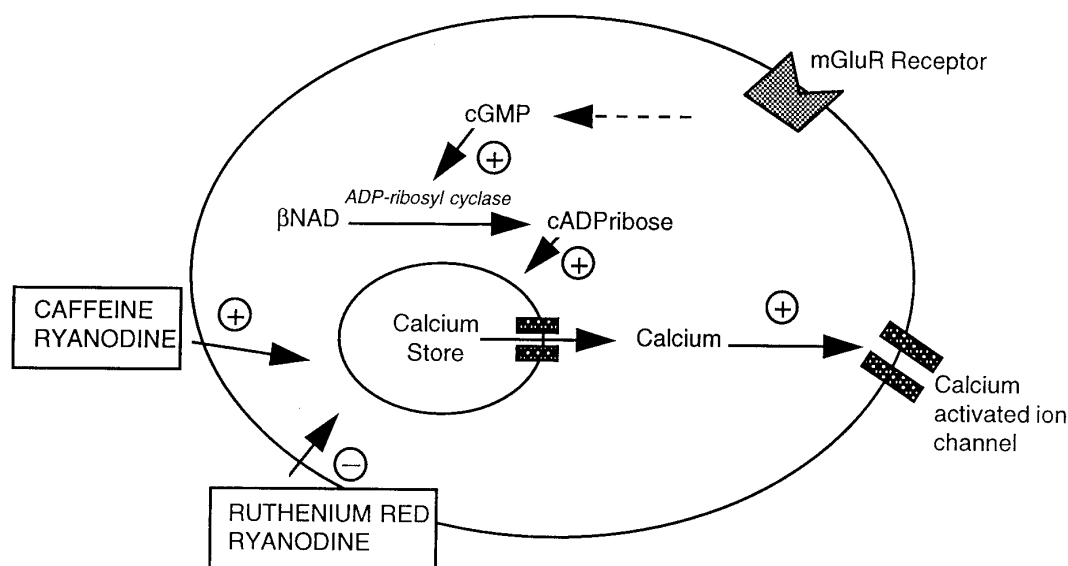 mGluR Receptor
cGMP
+
ADP-ribosyl cyclase
βNAD
cADPribose
+
CAFFEINE
RYANODINE
+
Calcium
Store
Calcium
+
Calcium
activated ion
channel
−
RUTHENIUM RED
RYANODINE